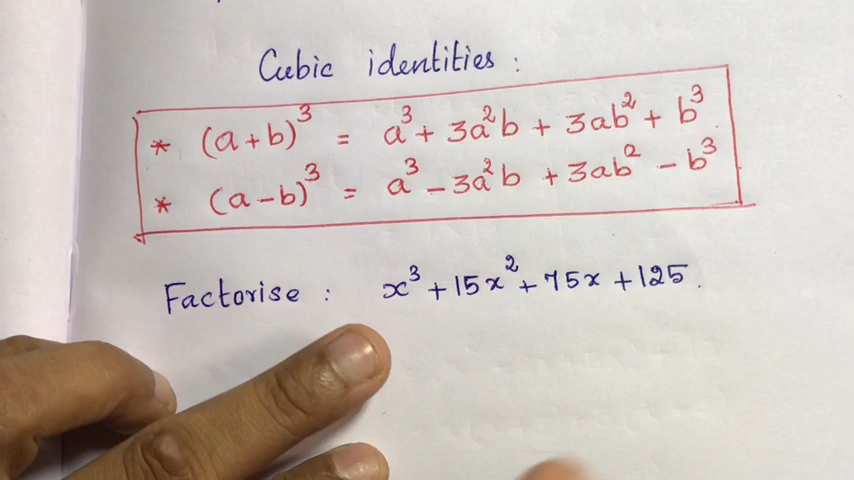 Cubic identities :
* (a+b)³ = a³ + 3a²b + 3ab² + b³
* (a-b)³ = a³ - 3a²b + 3ab² - b³
Factorise : x³ + 15x² + 75x + 125.